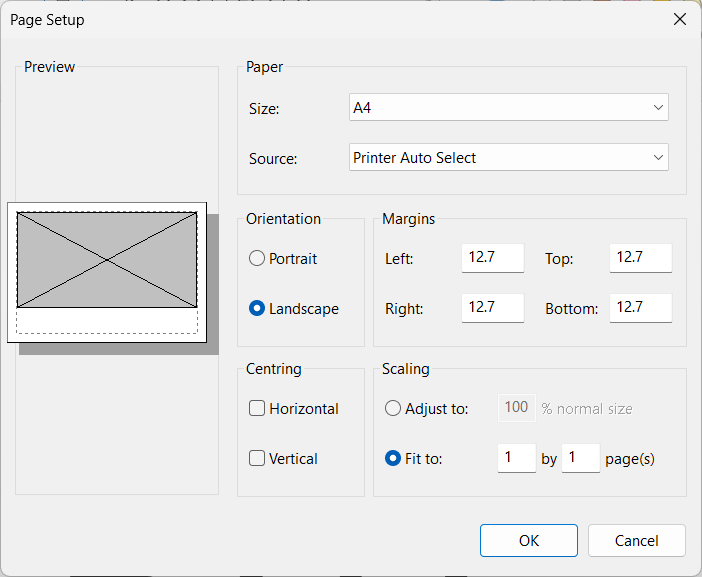 Page Setup
Preview
Paper
Size: A4
Source: Printer Auto Select
Orientation
Portrait
Landscape
Margins
Left: 12.7 Top: 12.7
Right: 12.7 Bottom: 12.7
Centring
Horizontal
Vertical
Scaling
Adjust to: 100 % normal size
Fit to: 1 by 1 page(s)
OK Cancel